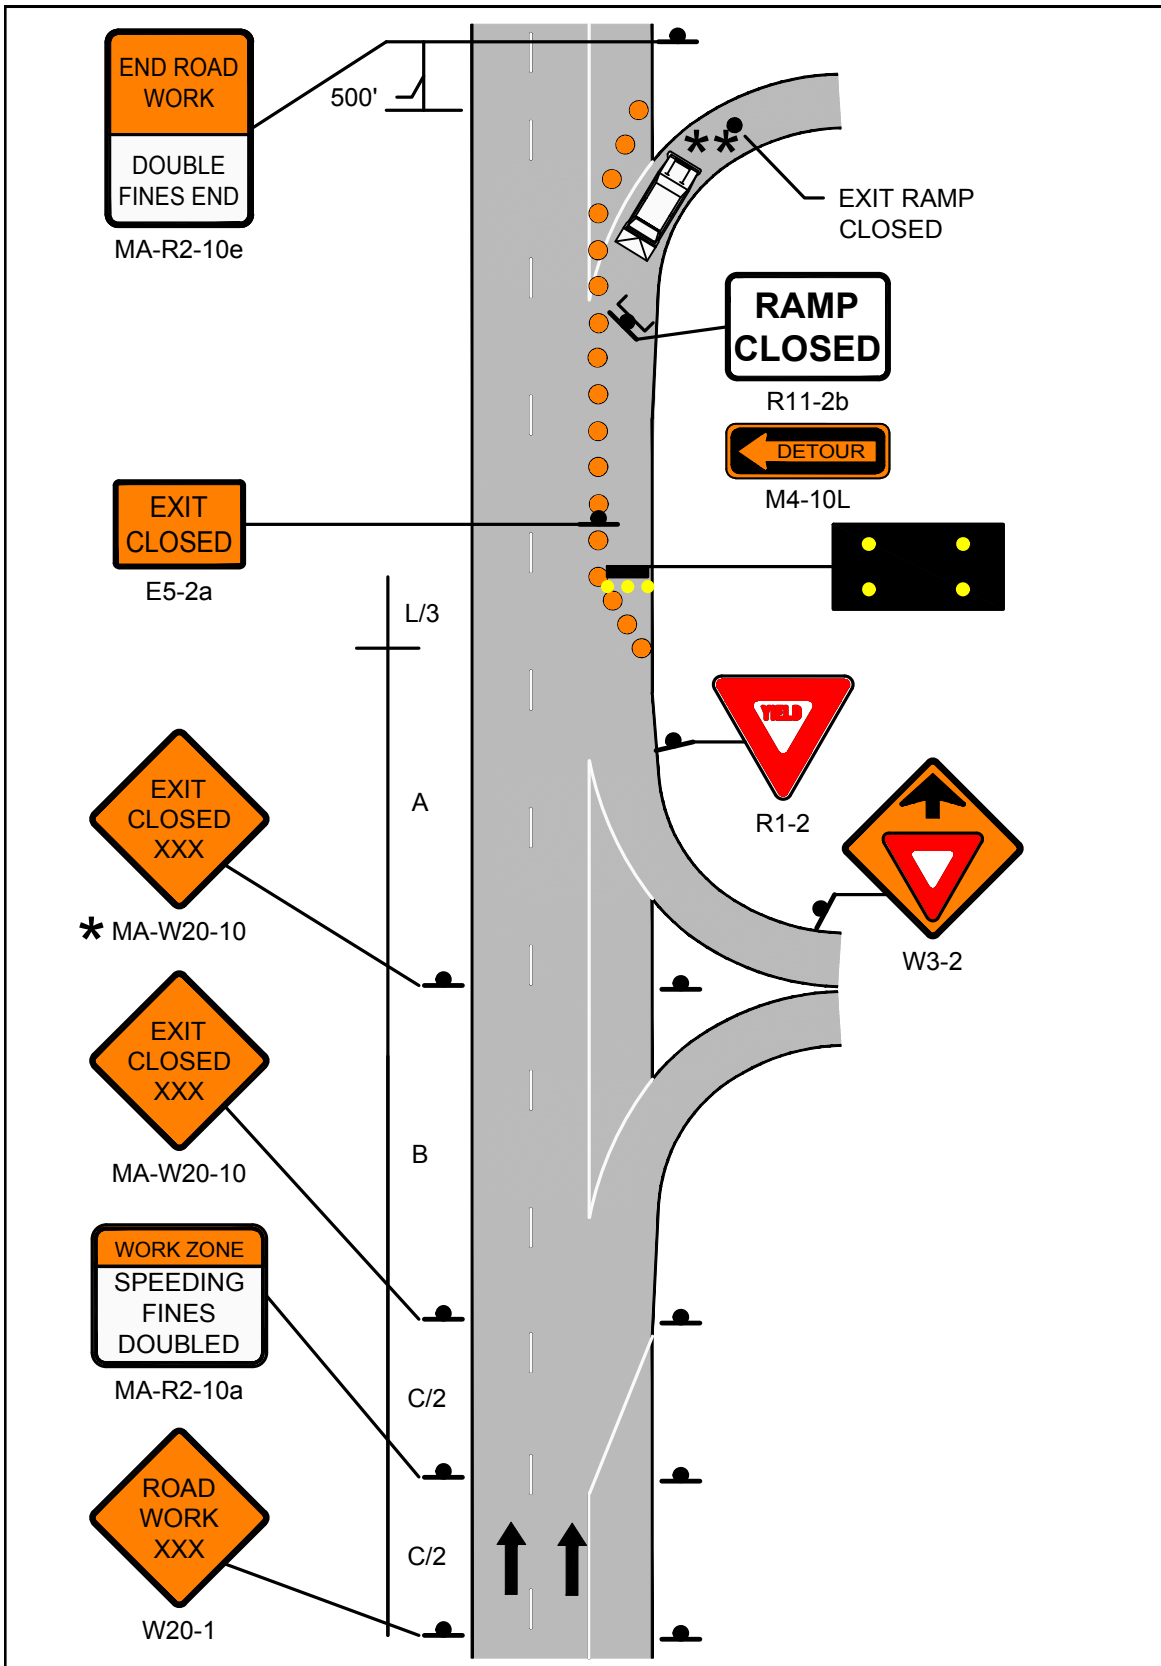 END ROAD
WORK
DOUBLE
FINES END
MA-R2-10e
500'
**
EXIT RAMP
CLOSED
RAMP
CLOSED
R11-2b
DETOUR
M4-10L
EXIT
CLOSED
E5-2a
L/3
YIELD
R1-2
A
EXIT
CLOSED
XXX
* MA-W20-10
W3-2
EXIT
CLOSED
XXX
MA-W20-10
B
WORK ZONE
SPEEDING
FINES
DOUBLED
MA-R2-10a
C/2
ROAD
WORK
XXX
W20-1
C/2